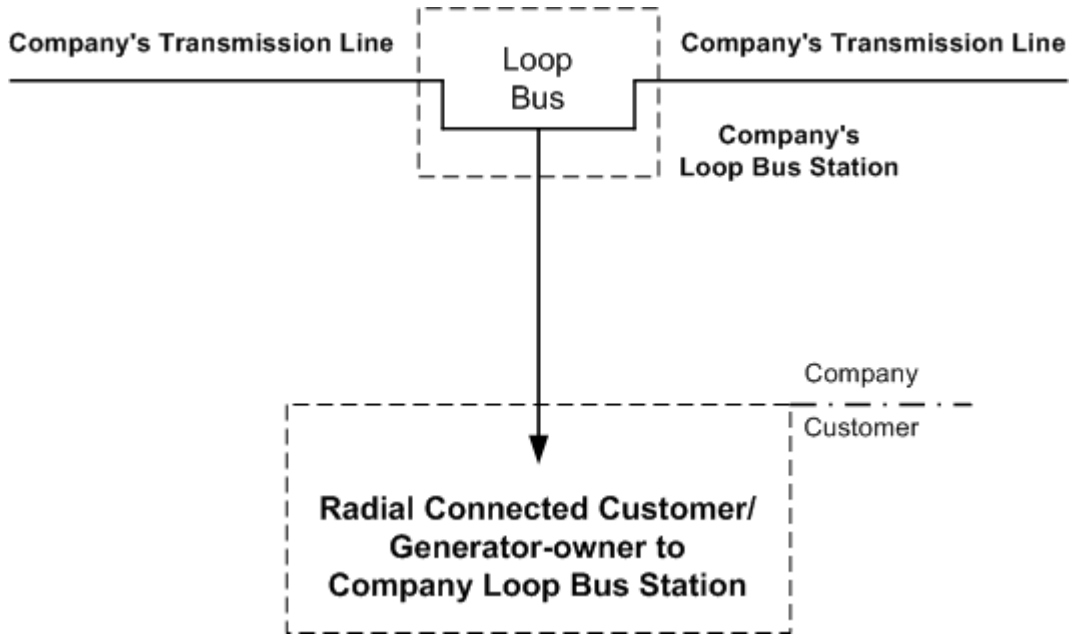 Company's Transmission Line
Loop
Bus
Company's Transmission Line
Company's
Loop Bus Station
Company
Customer
Radial Connected Customer/
Generator-owner to
Company Loop Bus Station